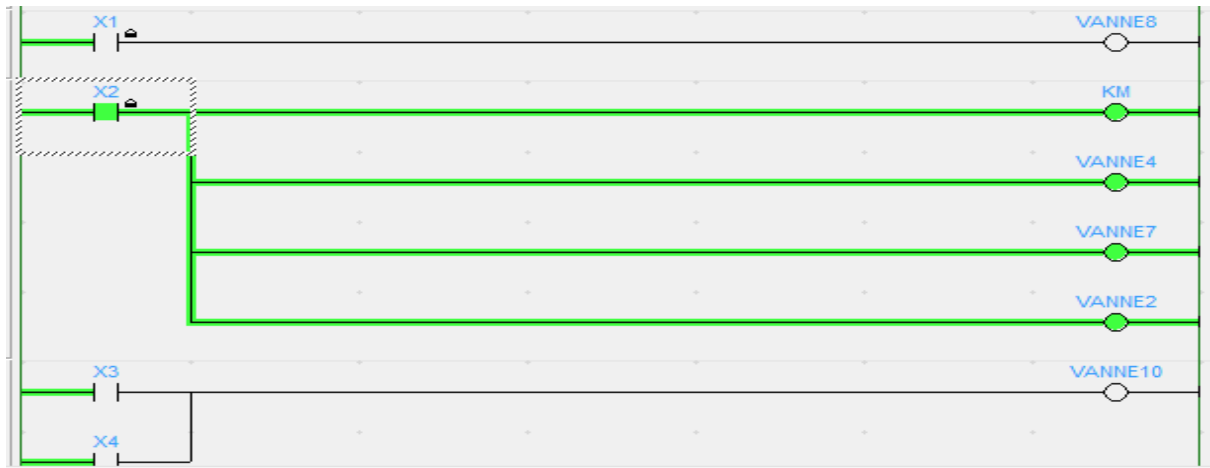 X1 VANNE8
X2 KM
VANNE4
VANNE7
VANNE2
X3 VANNE10
X4